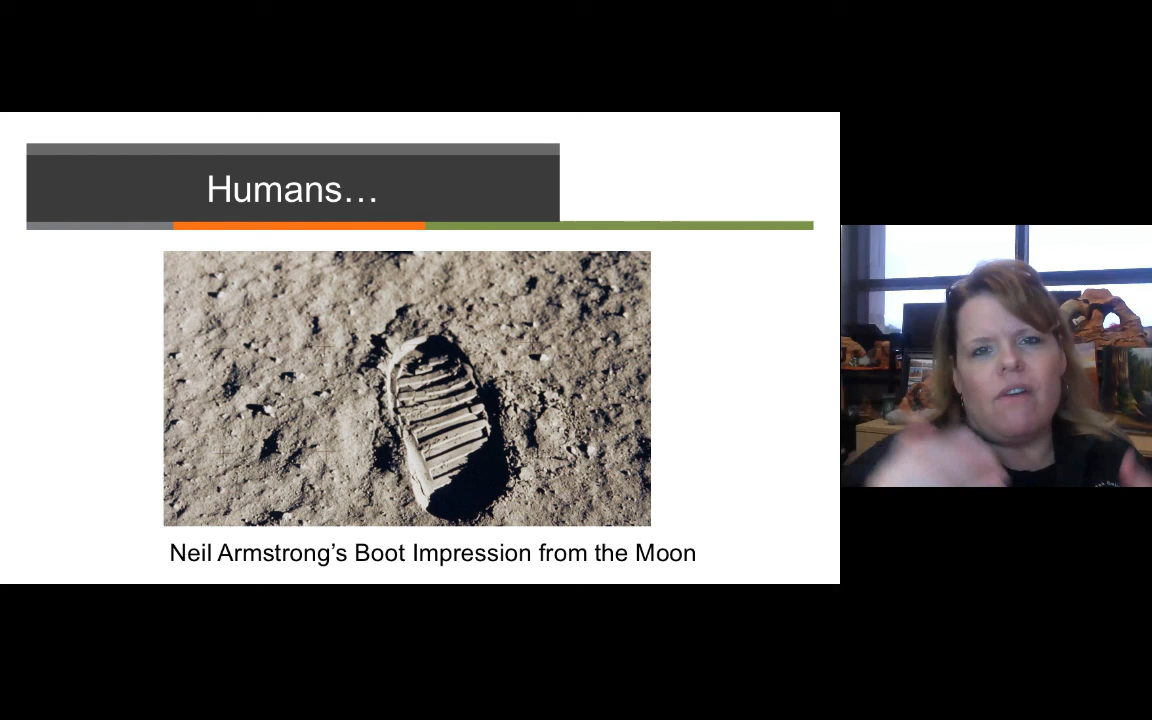 Humans…
Neil Armstrong’s Boot Impression from the Moon